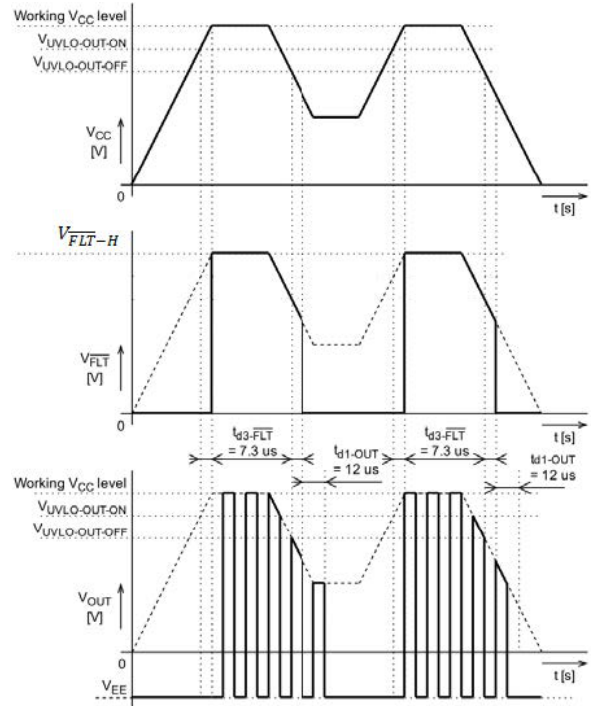 Working VCC level
VUVLO-OUT-ON
VUVLO-OUT-OFF
VCC
[V]
0
t [s]
VFLT-H
VFLT
[V]
0
t [s]
td3-FLT
= 7.3 us
td1-OUT
= 12 us
td3-FLT
= 7.3 us
td1-OUT
= 12 us
Working VCC level
VUVLO-OUT-ON
VUVLO-OUT-OFF
VOUT
[V]
0
t [s]
VEE